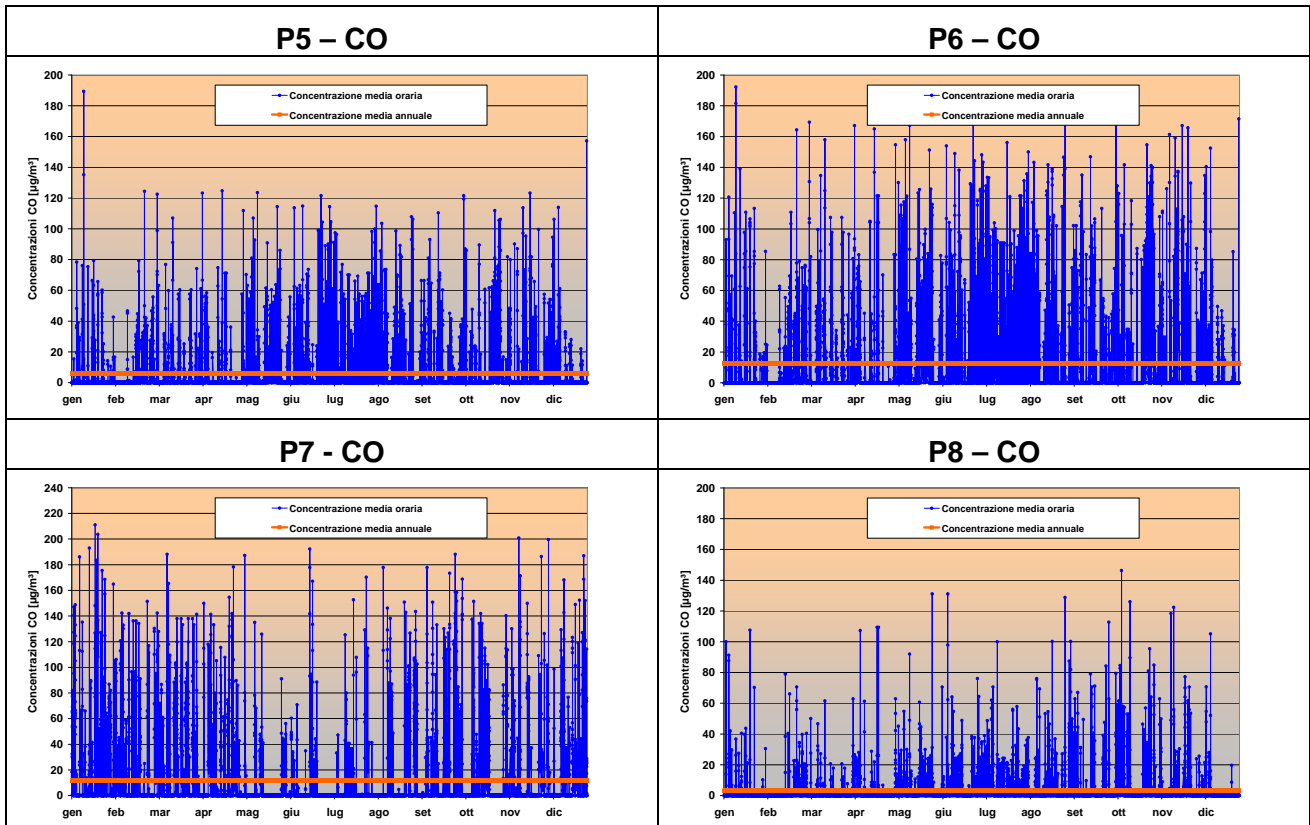 P5 – CO
P6 – CO
200
180
160
140
120
100
80
60
40
20
0
Concentrazioni CO [µg/m³]
Concentrazione media oraria
Concentrazione media annuale
gen feb mar apr mag giu lug ago set ott nov dic
200
180
160
140
120
100
80
60
40
20
0
Concentrazioni CO [µg/m³]
Concentrazione media oraria
Concentrazione media annuale
gen feb mar apr mag giu lug ago set ott nov dic
P7 - CO
P8 – CO
240
220
200
180
160
140
120
100
80
60
40
20
0
Concentrazioni CO [µg/m³]
Concentrazione media oraria
Concentrazione media annuale
gen feb mar apr mag giu lug ago set ott nov dic
200
180
160
140
120
100
80
60
40
20
0
Concentrazioni CO [µg/m³]
Concentrazione media oraria
Concentrazione media annuale
gen feb mar apr mag giu lug ago set ott nov dic